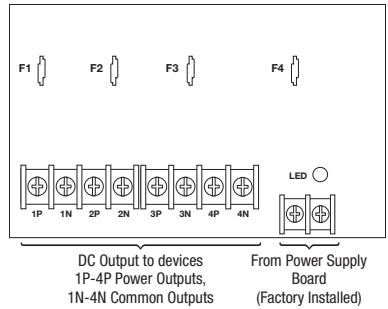 F1 F2 F3 F4
LED
1P 1N 2P 2N 3P 3N 4P 4N
DC Output to devices
1P-4P Power Outputs,
1N-4N Common Outputs
From Power Supply
Board
(Factory Installed)